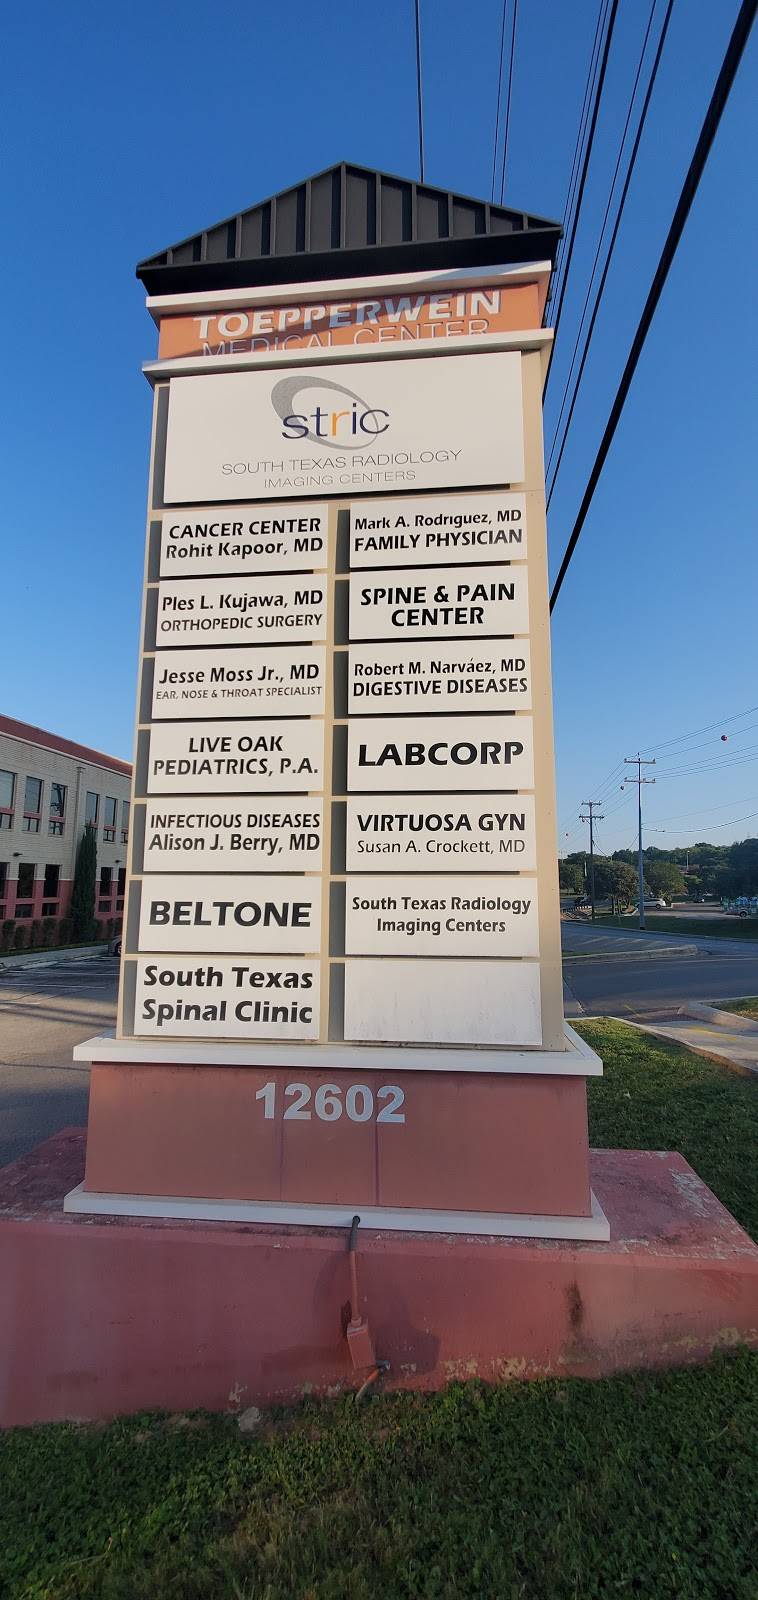 TOEPPERWEIN
MEDICAL CENTER
stric
SOUTH TEXAS RADIOLOGY
IMAGING CENTERS
CANCER CENTER
Rohit Kapoor, MD
Mark A. Rodriguez, MD
FAMILY PHYSICIAN
Ples L. Kujawa, MD
ORTHOPEDIC SURGERY
SPINE & PAIN
CENTER
Jesse Moss Jr., MD
EAR, NOSE & THROAT SPECIALIST
Robert M. Narváez, MD
DIGESTIVE DISEASES
LIVE OAK
PEDIATRICS, P.A.
LABCORP
INFECTIOUS DISEASES
Alison J. Berry, MD
VIRTUOSA GYN
Susan A. Crockett, MD
BELTONE
South Texas Radiology
Imaging Centers
South Texas
Spinal Clinic
12602